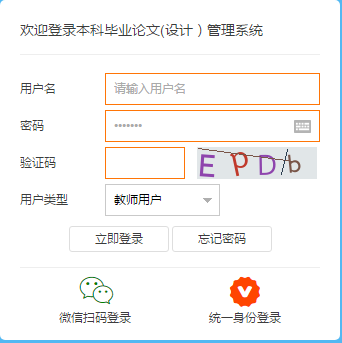 欢迎登录本科毕业论文(设计）管理系统
用户名 请输入用户名
密码 •••••••
验证码 E P D b
用户类型 教师用户
立即登录 忘记密码
微信扫码登录 统一身份登录